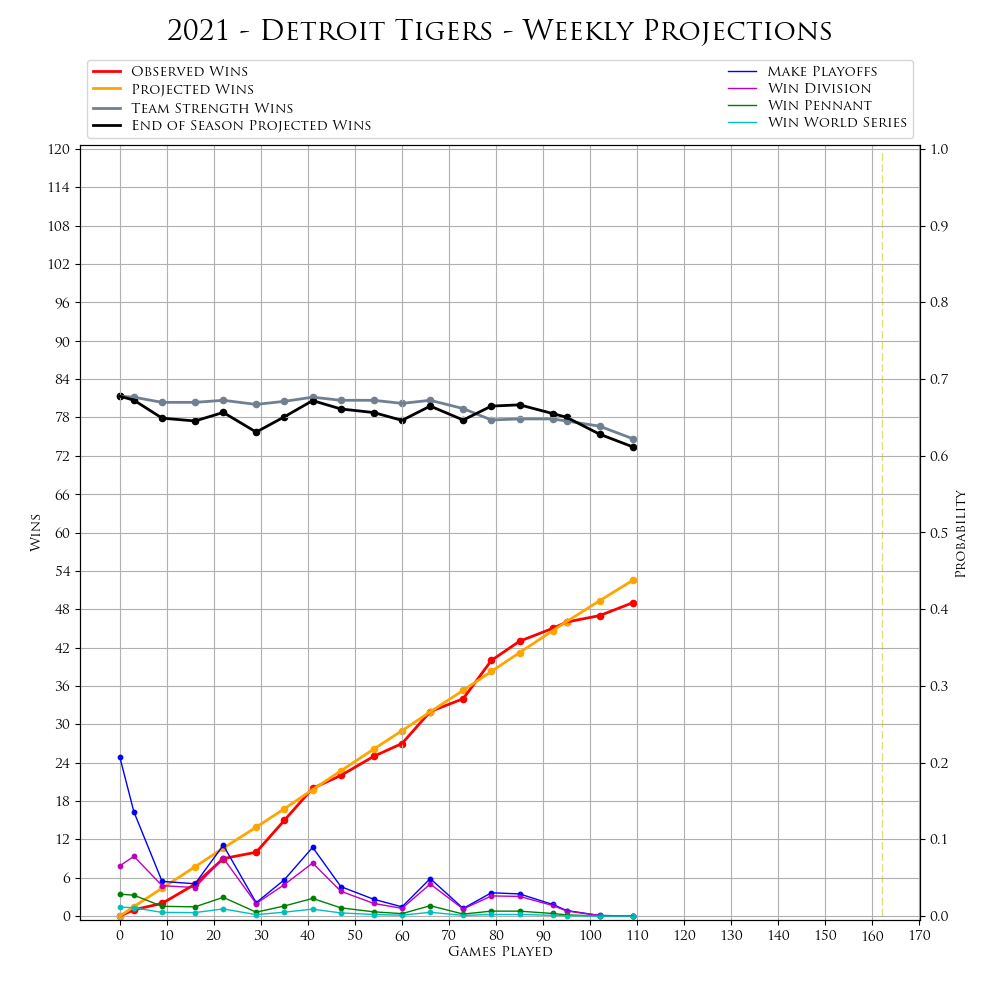 2021 - Detroit Tigers - Weekly Projections
Observed Wins
Projected Wins
Team Strength Wins
End of Season Projected Wins
Make Playoffs
Win Division
Win Pennant
Win World Series
120
114
108
102
96
90
84
78
72
66
60
54
48
42
36
30
24
18
12
6
0
Wins
1.0
0.9
0.8
0.7
0.6
0.5
0.4
0.3
0.2
0.1
0.0
Probability
0 10 20 30 40 50 60 70 80 90 100 110 120 130 140 150 160 170
Games Played